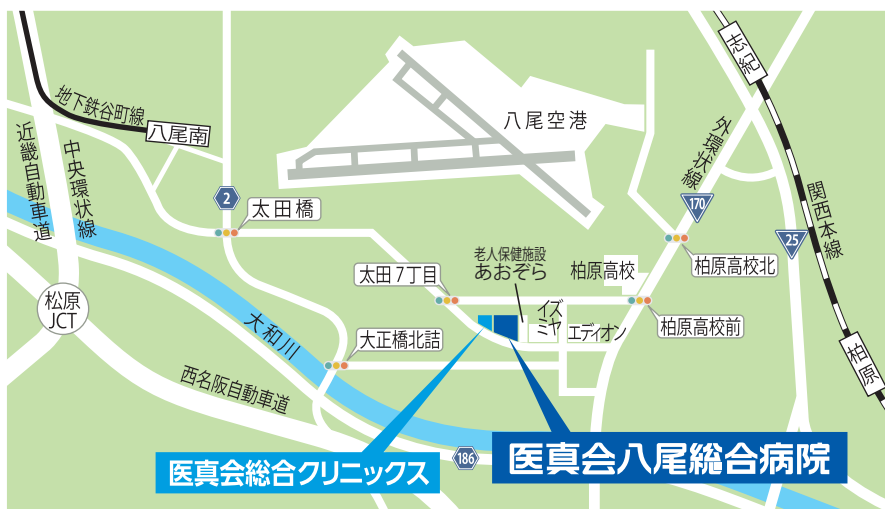 志紀
地下鉄谷町線
八尾南
八尾空港
外環状線
近畿自動車道
中央環状線
関西本線
2
太田橋
170
25
老人保健施設
あおぞら
柏原高校
柏原高校北
太田7丁目
松原
JCT
イズ
ミヤ
エディオン
柏原高校前
大和川
大正橋北詰
柏原
西名阪自動車道
186
医真会総合クリニックス
医真会八尾総合病院